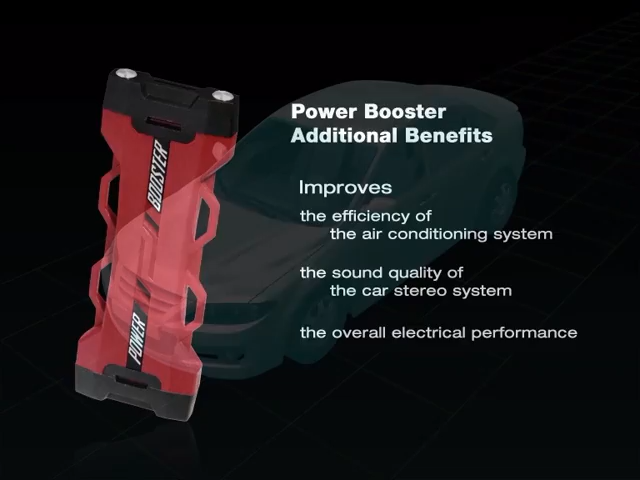 Power Booster
Additional Benefits
Improves
the efficiency of
the air conditioning system
the sound quality of
the car stereo system
the overall electrical performance
POWER BOOSTER